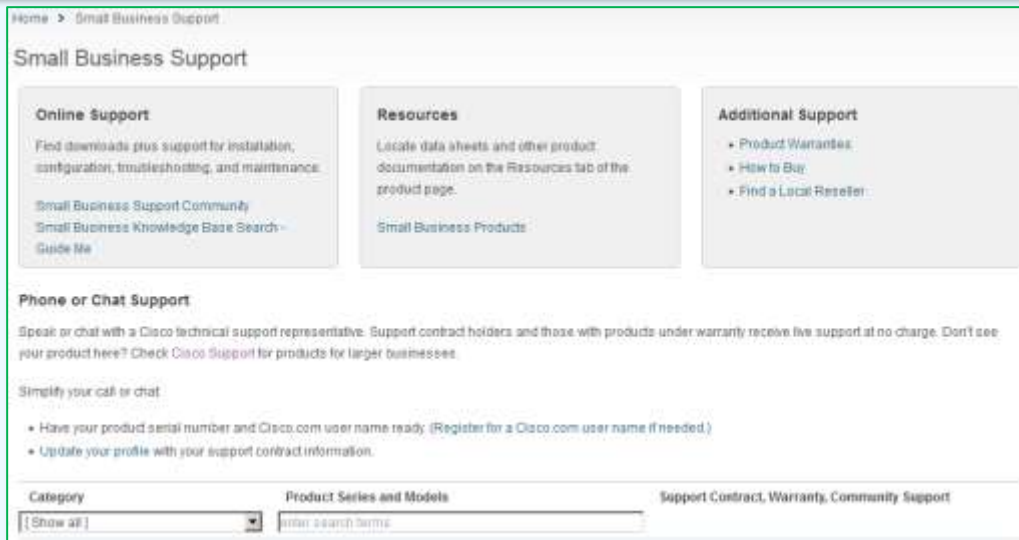 Home > Small Business Support
Small Business Support
Online Support
Find downloads plus support for installation,
configuration, troubleshooting, and maintenance.
Small Business Support Community
Small Business Knowledge Base Search -
Guide Me
Resources
Locate data sheets and other product
documentation on the Resources tab of the
product page.
Small Business Products
Additional Support
• Product Warranties
• How to Buy
• Find a Local Reseller
Phone or Chat Support
Speak or chat with a Cisco technical support representative. Support contract holders and those with products under warranty receive live support at no charge. Don't see
your product here? Check Cisco Support for products for larger businesses.
Simplify your call or chat
• Have your product serial number and Cisco.com user name ready. (Register for a Cisco.com user name if needed.)
• Update your profile with your support contract information.
Category Product Series and Models Support Contract, Warranty, Community Support
[ Show all ] enter search terms